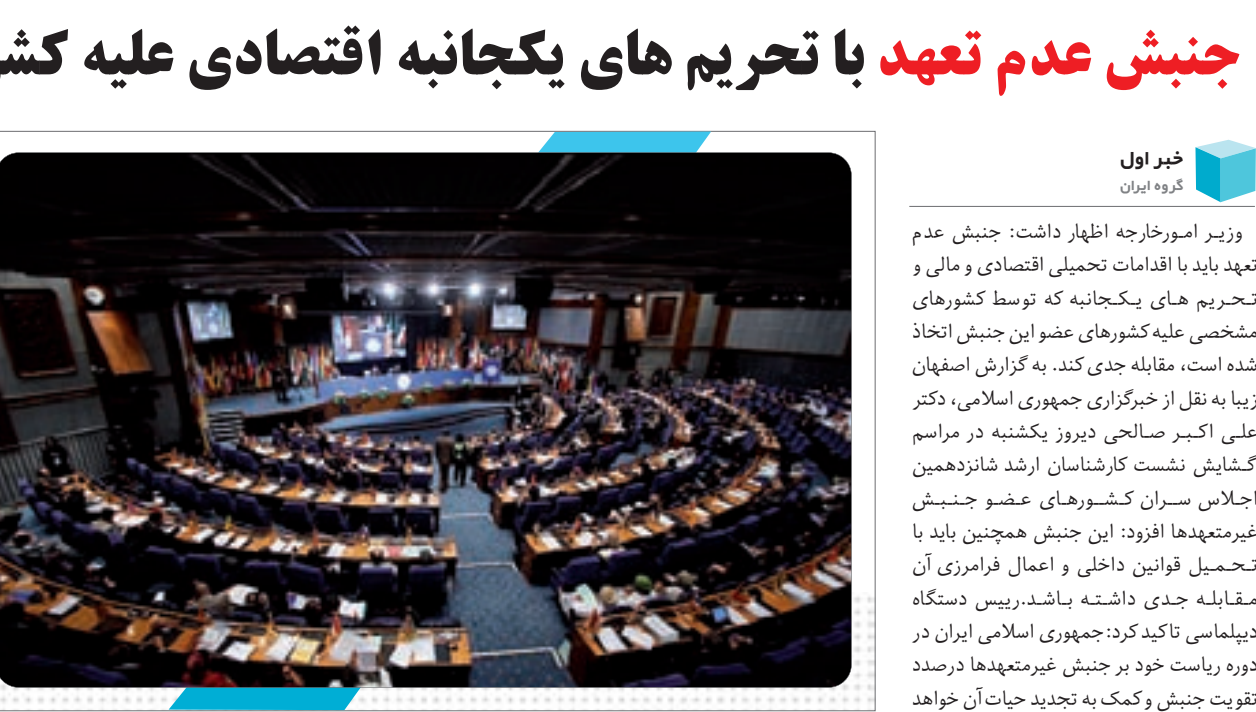 جنبش عدم تعهد با تحریم های یکجانبه اقتصادی علیه
خبر اول
گروه ایران
وزیر امورخارجه اظهار داشت: جنبش عدم
تعهد باید با اقدامات تحمیلی اقتصادی و مالی و
تحریم های یکجانبه که توسط کشورهای
مشخصی علیه کشورهای عضو این جنبش اتخاذ
شده است، مقابله جدی کند. به گزارش اصفهان
زیبا به نقل از خبرگزاری جمهوری اسلامی، دکتر
علی اکبر صالحی دیروز یکشنبه در مراسم
گشایش نشست کارشناسان ارشد شانزدهمین
اجلاس سران کشورهای عضو جنبش
غیرمتعهدها افزود: این جنبش همچنین باید با
تحمیل قوانین داخلی و اعمال فرامرزی آن
مقابله جدی داشته باشد.رییس دستگاه
دیپلماسی تاکید کرد:جمهوری اسلامی ایران در
دوره ریاست خود بر جنبش غیرمتعهدها درصدد
تقویت جنبش و کمک به تجدید حیات آن خواهد